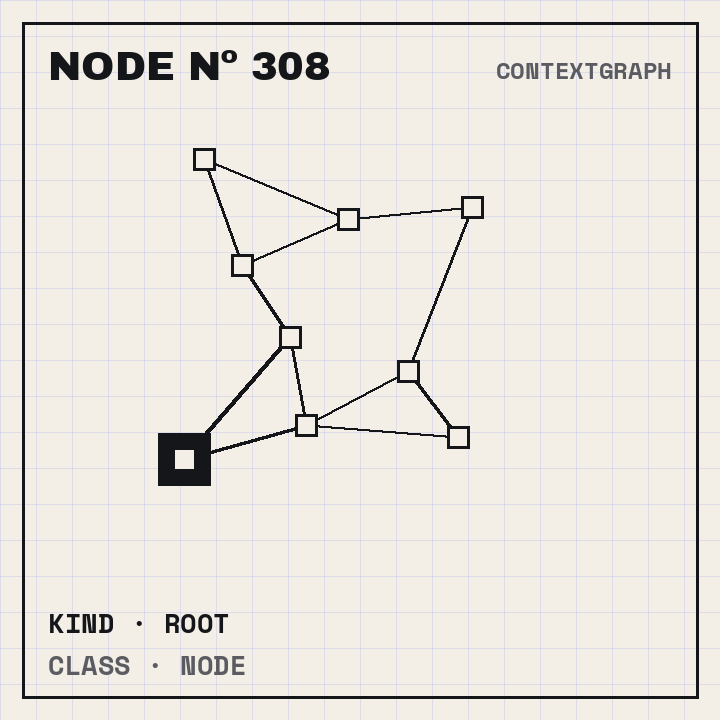 NODE Nº 308
CONTEXTGRAPH
KIND · ROOT
CLASS · NODE